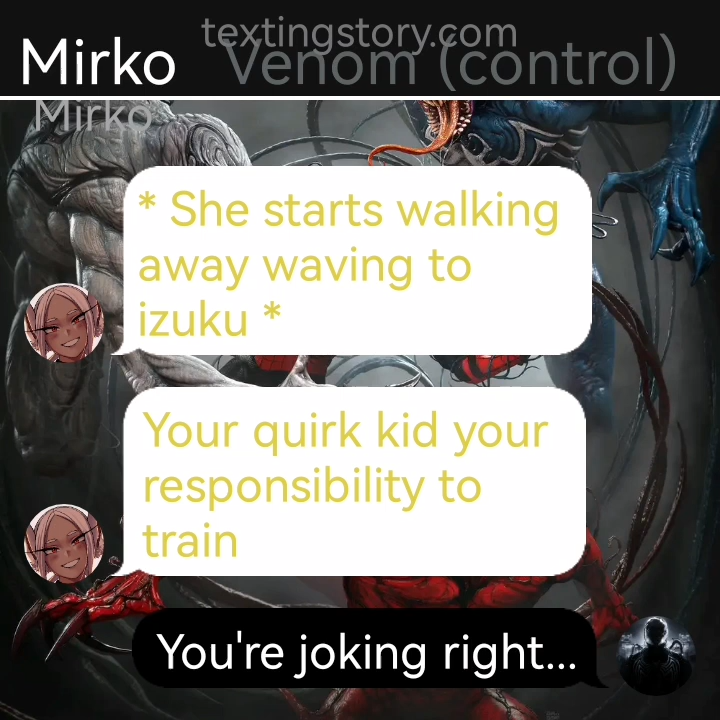 textingstory.com
Mirko Venom (control)
Mirko
* She starts walking
away waving to
izuku *
Your quirk kid your
responsibility to
train
You're joking right...